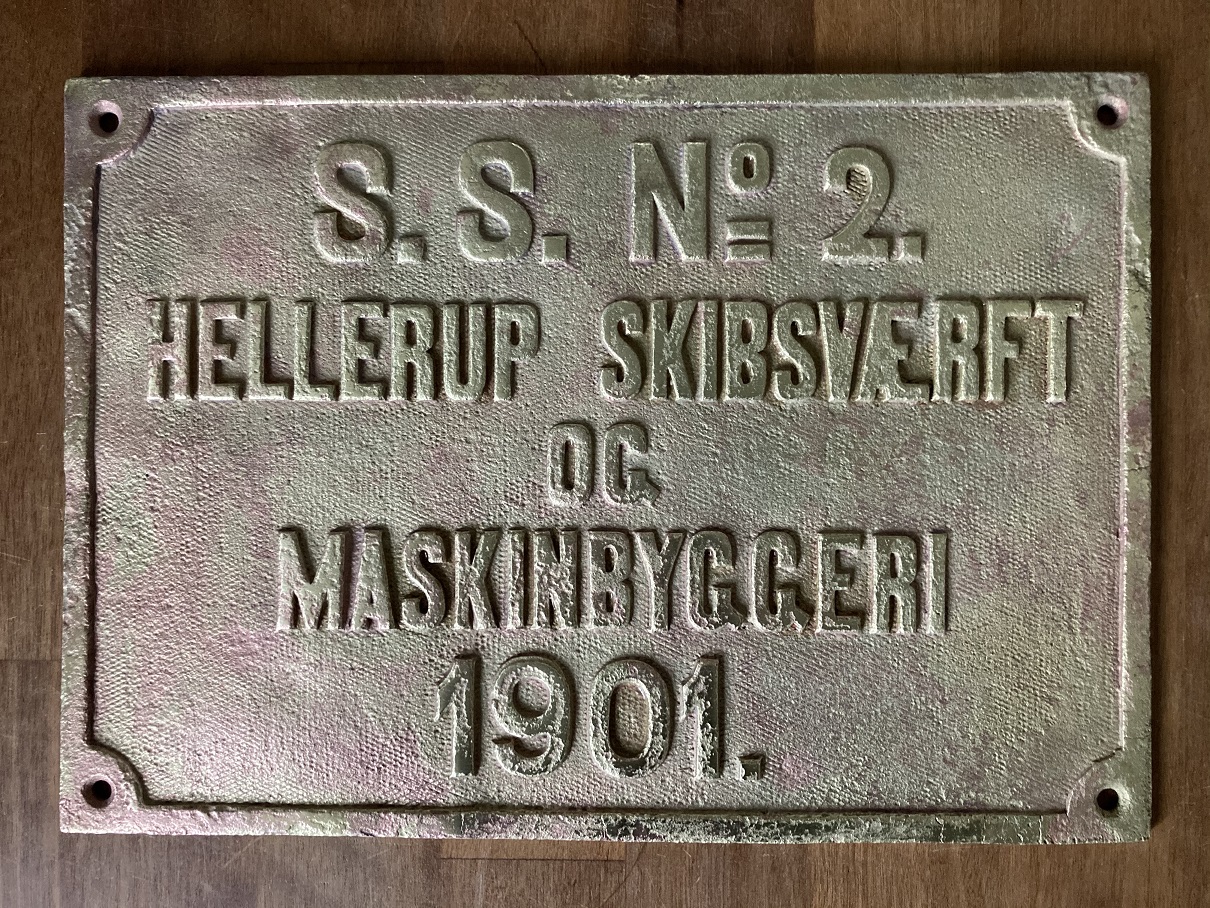 S. S. Nº 2.
HELLERUP SKIBSVÆRFT
OG
MASKINBYGGERI
1901.